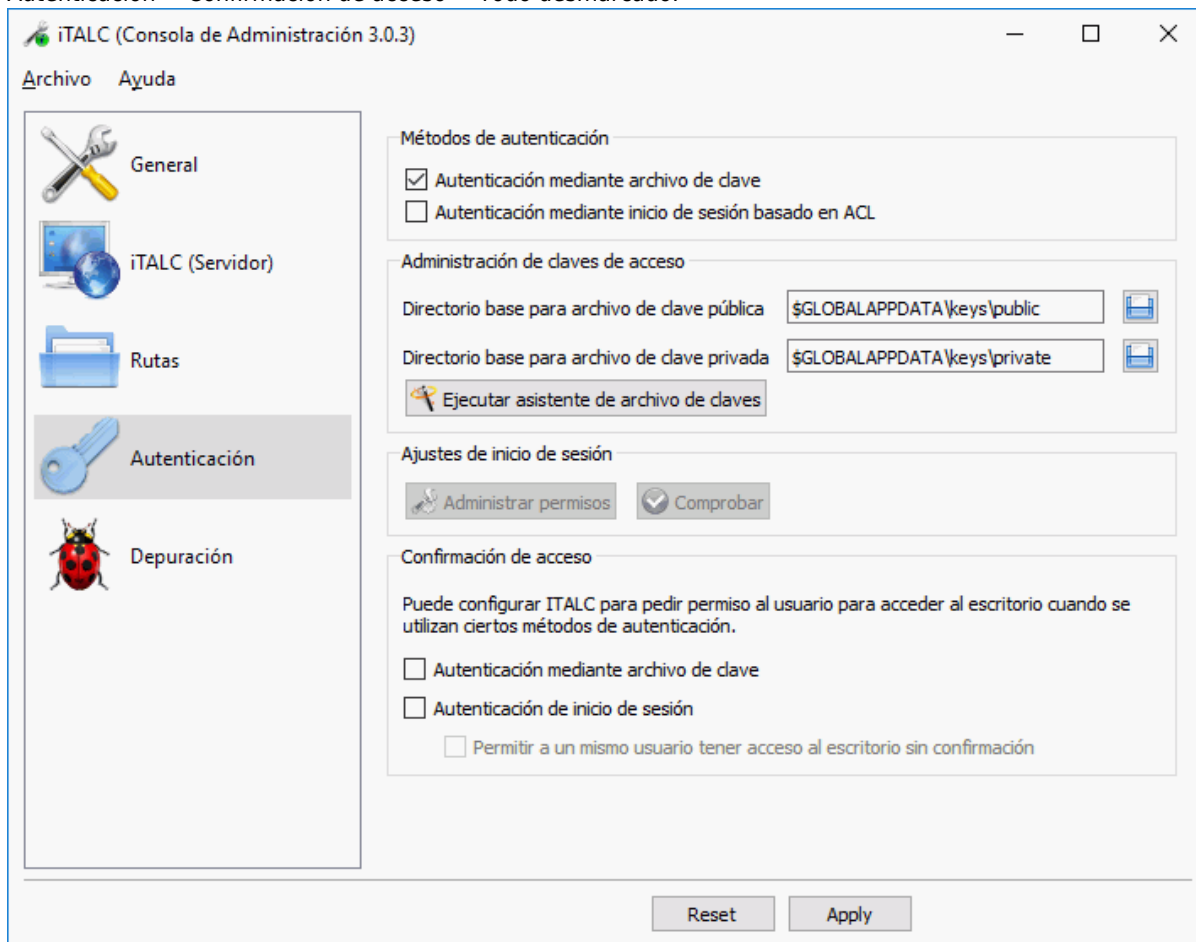 iTALC (Consola de Administración 3.0.3)
Archivo Ayuda
General
iTALC (Servidor)
Rutas
Autenticación
Depuración
Métodos de autenticación
Autenticación mediante archivo de clave
Autenticación mediante inicio de sesión basado en ACL
Administración de claves de acceso
Directorio base para archivo de clave pública $GLOBALAPPDATA\keys\public
Directorio base para archivo de clave privada $GLOBALAPPDATA\keys\private
Ejecutar asistente de archivo de claves
Ajustes de inicio de sesión
Administrar permisos Comprobar
Confirmación de acceso
Puede configurar ITALC para pedir permiso al usuario para acceder al escritorio cuando se
utilizan ciertos métodos de autenticación.
Autenticación mediante archivo de clave
Autenticación de inicio de sesión
Permitir a un mismo usuario tener acceso al escritorio sin confirmación
Reset Apply